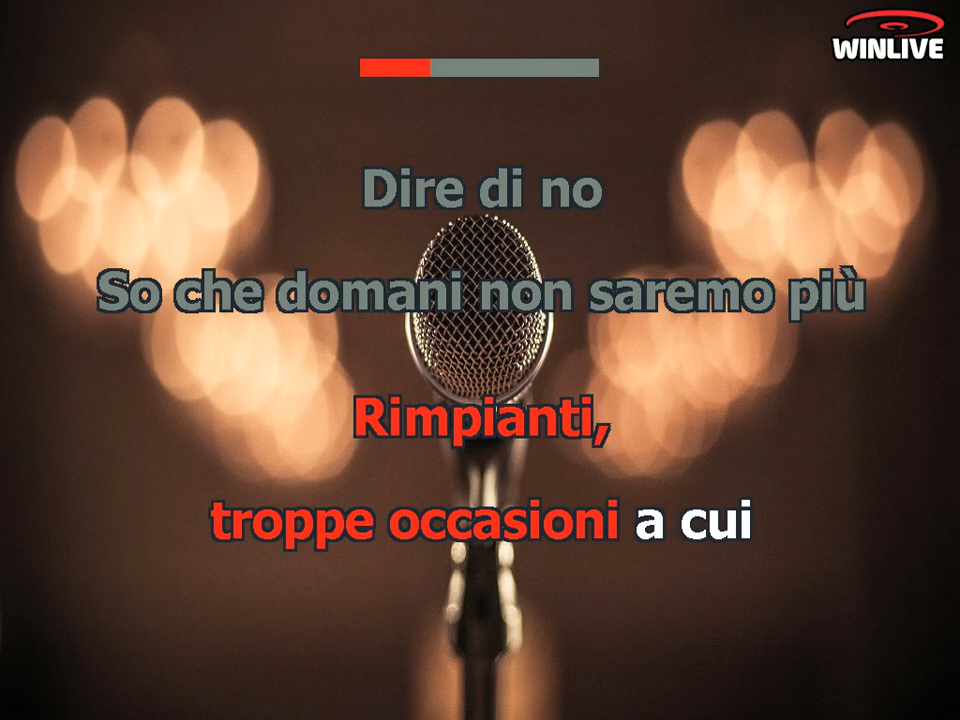 WINLIVE
Dire di no
So che domani non saremo più
Rimpianti,
troppe occasioni a cui